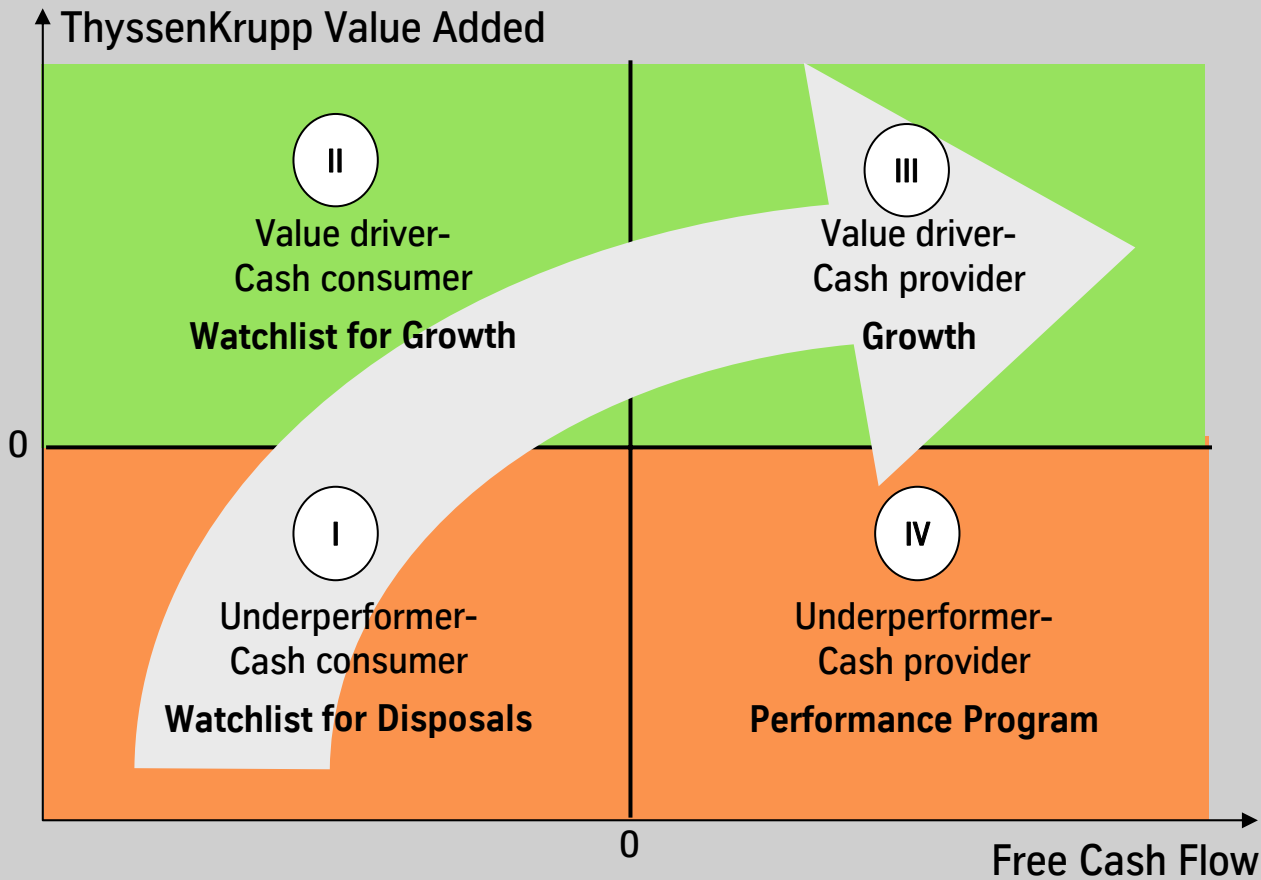 ThyssenKrupp Value Added
II
Value driver-
Cash consumer
Watchlist for Growth
III
Value driver-
Cash provider
Growth
0
I
Underperformer-
Cash consumer
Watchlist for Disposals
IV
Underperformer-
Cash provider
Performance Program
0
Free Cash Flow